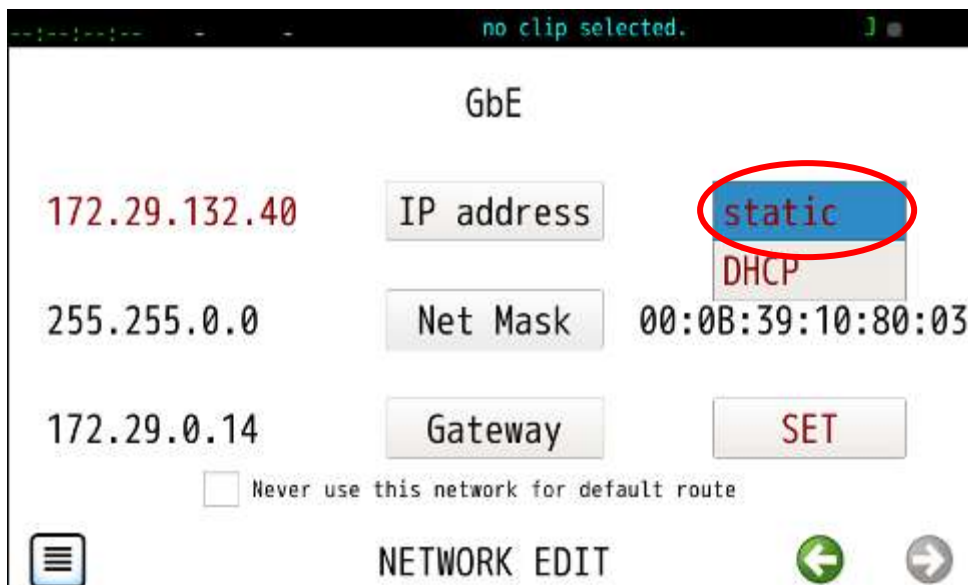 --:--:--:-- - - no clip selected.
GbE
172.29.132.40 IP address static
DHCP
255.255.0.0 Net Mask 00:0B:39:10:80:03
172.29.0.14 Gateway SET
Never use this network for default route
NETWORK EDIT